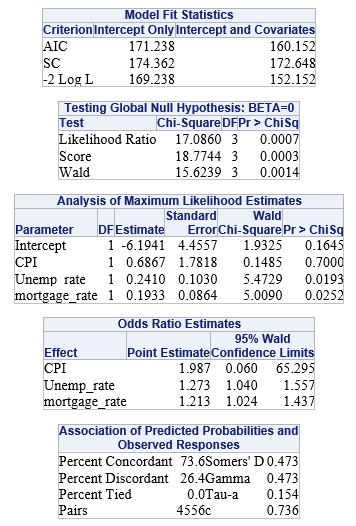 Model Fit Statistics
Criterion Intercept Only Intercept and Covariates
AIC 171.238 160.152
SC 174.362 172.648
-2 Log L 169.238 152.152
Testing Global Null Hypothesis: BETA=0
Test Chi-Square DF Pr > ChiSq
Likelihood Ratio 17.0860 3 0.0007
Score 18.7744 3 0.0003
Wald 15.6239 3 0.0014
Analysis of Maximum Likelihood Estimates
Parameter DF Estimate Standard Error Wald Chi-Square Pr > ChiSq
Intercept 1 -6.1941 4.4557 1.9325 0.1645
CPI 1 0.6867 1.7818 0.1485 0.7000
Unemp_rate 1 0.2410 0.1030 5.4729 0.0193
mortgage_rate 1 0.1933 0.0864 5.0090 0.0252
Odds Ratio Estimates
Effect Point Estimate 95% Wald Confidence Limits
CPI 1.987 0.060 65.295
Unemp_rate 1.273 1.040 1.557
mortgage_rate 1.213 1.024 1.437
Association of Predicted Probabilities and
Observed Responses
Percent Concordant 73.6 Somers' D 0.473
Percent Discordant 26.4 Gamma 0.473
Percent Tied 0.0 Tau-a 0.154
Pairs 4556 c 0.736